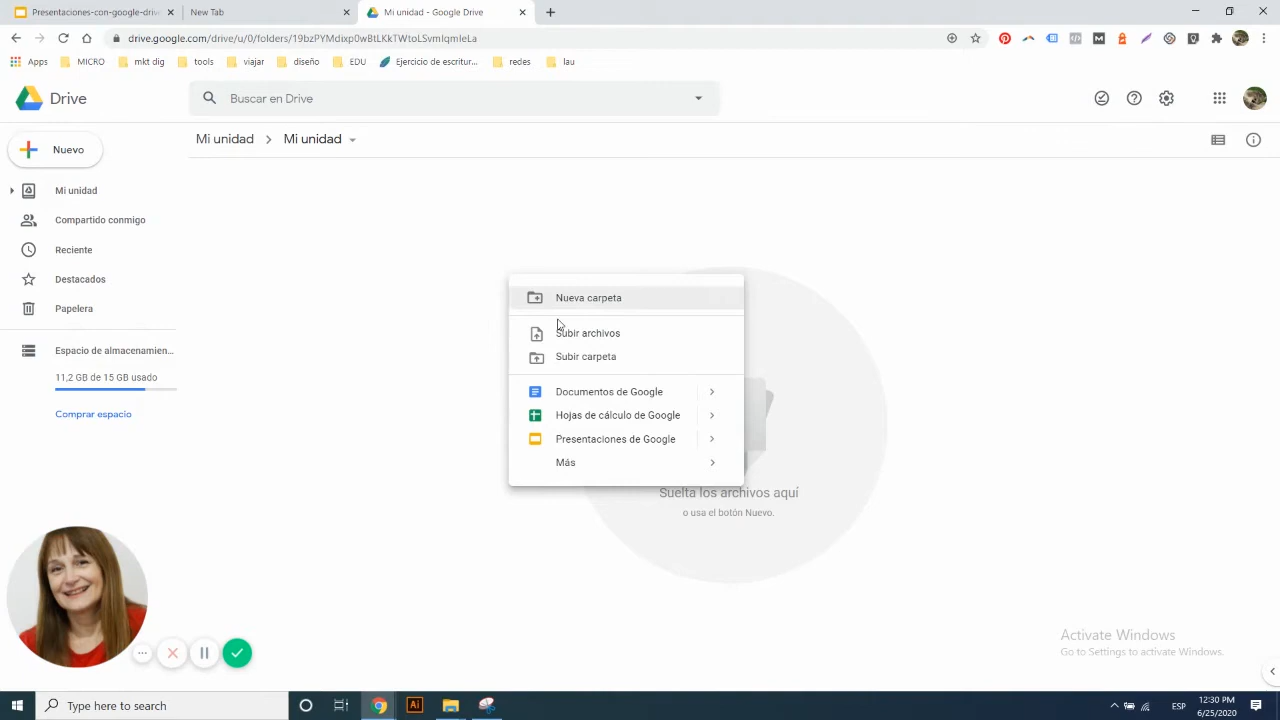 Presentaciones-con-google-driv
New Tab
Mi unidad - Google Drive
drive.google.com/drive/u/0/folders/19bzPYMdixp0wBtLKkTWtoLSvmIqmIeLa
Apps
MICRO
mkt dig
tools
viajar
diseño
EDU
Ejercicio de escritur...
redes
lau
Drive
Buscar en Drive
Mi unidad > Mi unidad
Nuevo
Mi unidad
Compartido conmigo
Reciente
Destacados
Papelera
Espacio de almacenamien...
11,2 GB de 15 GB usado
Comprar espacio
Nueva carpeta
Subir archivos
Subir carpeta
Documentos de Google
Hojas de cálculo de Google
Presentaciones de Google
Más
Suelta los archivos aquí
o usa el botón Nuevo.
Activate Windows
Go to Settings to activate Windows.
Type here to search
Ai
ESP
12:30 PM
6/25/2020